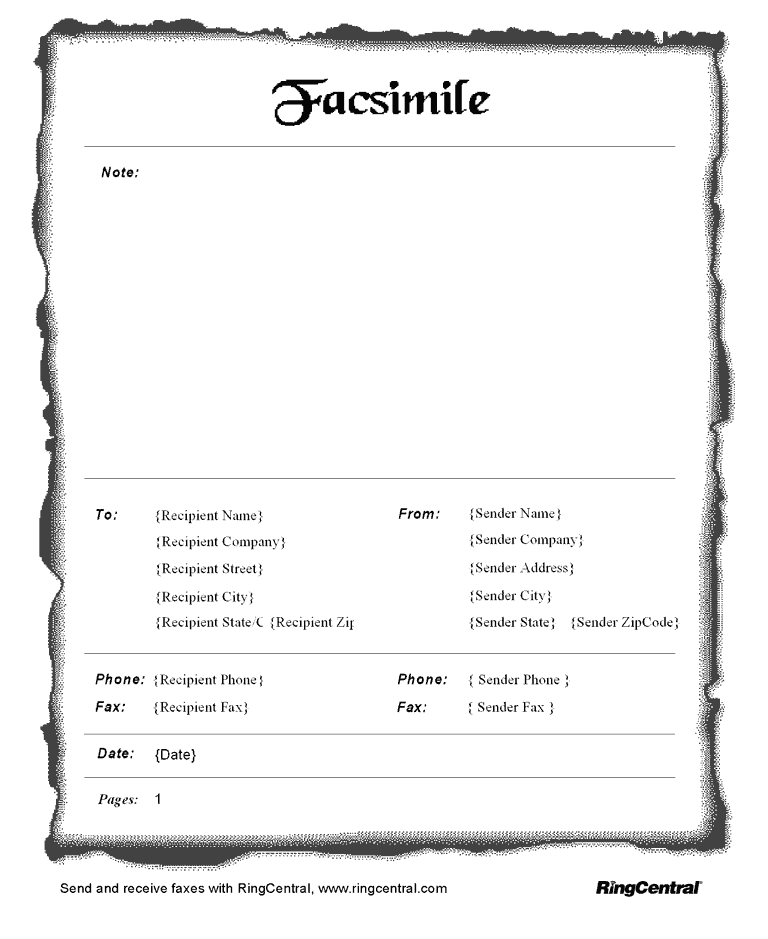 Facsimile
Note:
To: {Recipient Name} From: {Sender Name}
{Recipient Company} {Sender Company}
{Recipient Street} {Sender Address}
{Recipient City} {Sender City}
{Recipient State/C {Recipient Zip {Sender State} {Sender ZipCode}
Phone: {Recipient Phone} Phone: { Sender Phone }
Fax: {Recipient Fax} Fax: { Sender Fax }
Date: {Date}
Pages: 1
Send and receive faxes with RingCentral, www.ringcentral.com RingCentral